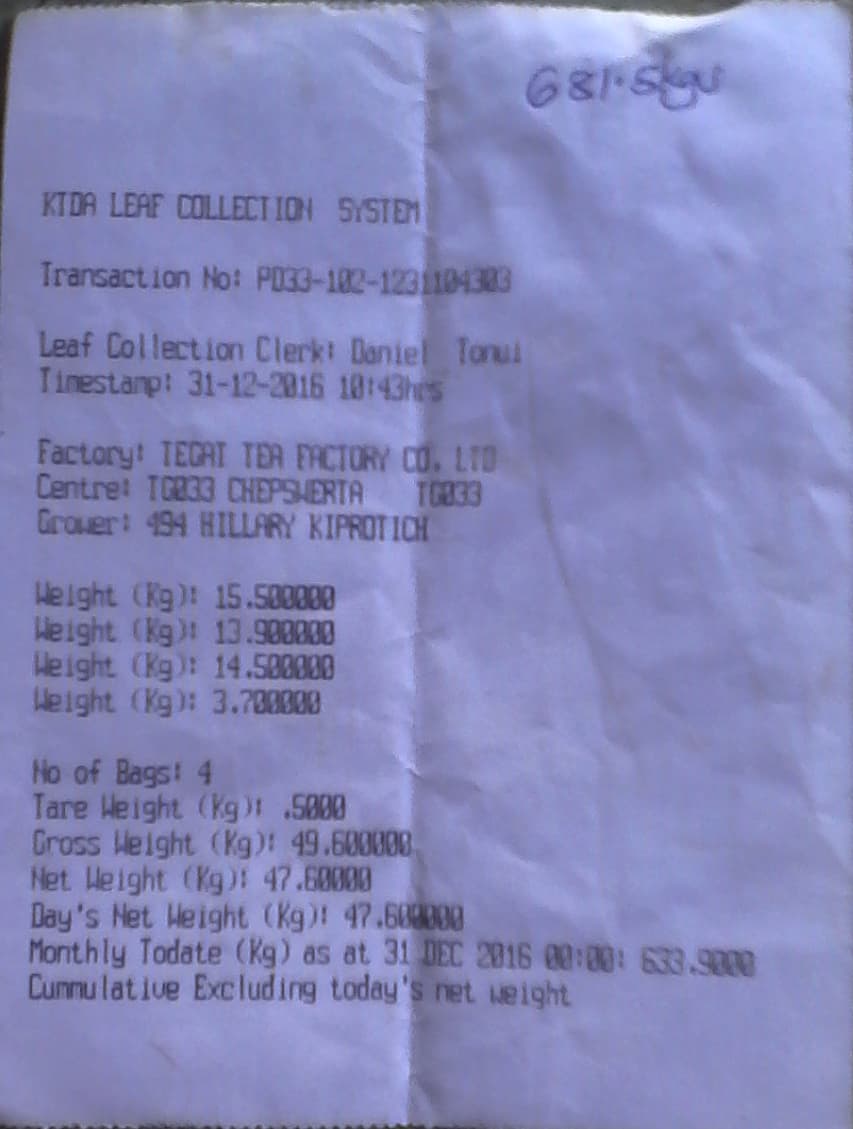 681.5kgs
KTDA LEAF COLLECTION SYSTEM
Transaction No: PD33-102-1231104303
Leaf Collection Clerk: Daniel Tonui
Timestamp: 31-12-2016 10:43hrs
Factory: TEGAT TEA FACTORY CO. LTD
Centre: TG033 CHEPSWERTA TG033
Grower: 494 HILLARY KIPROTICH
Weight (Kg): 15.500000
Weight (Kg): 13.900000
Weight (Kg): 14.500000
Weight (Kg): 3.700000
No of Bags: 4
Tare Weight (Kg): .5000
Gross Weight (Kg): 49.600000
Net Weight (Kg): 47.60000
Day's Net Weight (Kg): 47.600000
Monthly Todate (Kg) as at 31 DEC 2016 00:00: 633.9000
Cummulative Excluding today's net weight